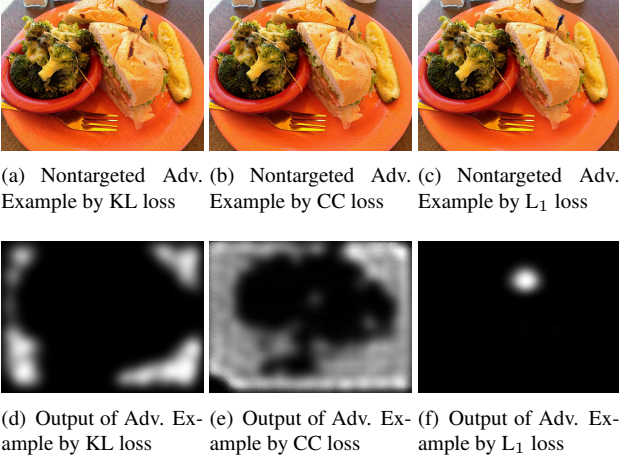 (a) Nontargeted Adv.
Example by KL loss
(b) Nontargeted Adv.
Example by CC loss
(c) Nontargeted Adv.
Example by L₁ loss
(d) Output of Adv. Ex-
ample by KL loss
(e) Output of Adv. Ex-
ample by CC loss
(f) Output of Adv. Ex-
ample by L₁ loss